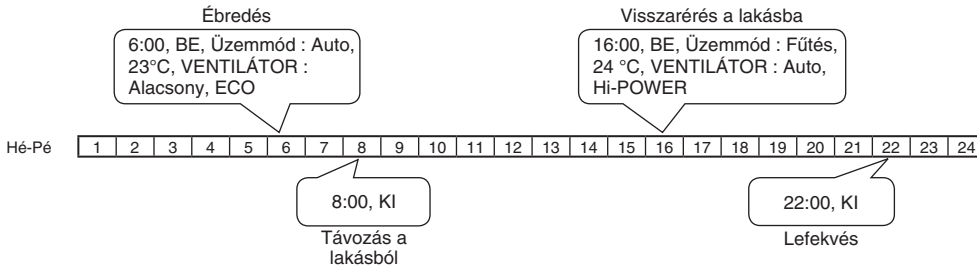 Ébredés
6:00, BE, Üzemmód : Auto,
23°C, VENTILÁTOR :
Alacsony, ECO
Visszarérés a lakásba
16:00, BE, Üzemmód : Fűtés,
24 °C, VENTILÁTOR : Auto,
Hi-POWER
Hé-Pé 1 2 3 4 5 6 7 8 9 10 11 12 13 14 15 16 17 18 19 20 21 22 23 24
8:00, KI
Távozás a
lakásból
22:00, KI
Lefekvés